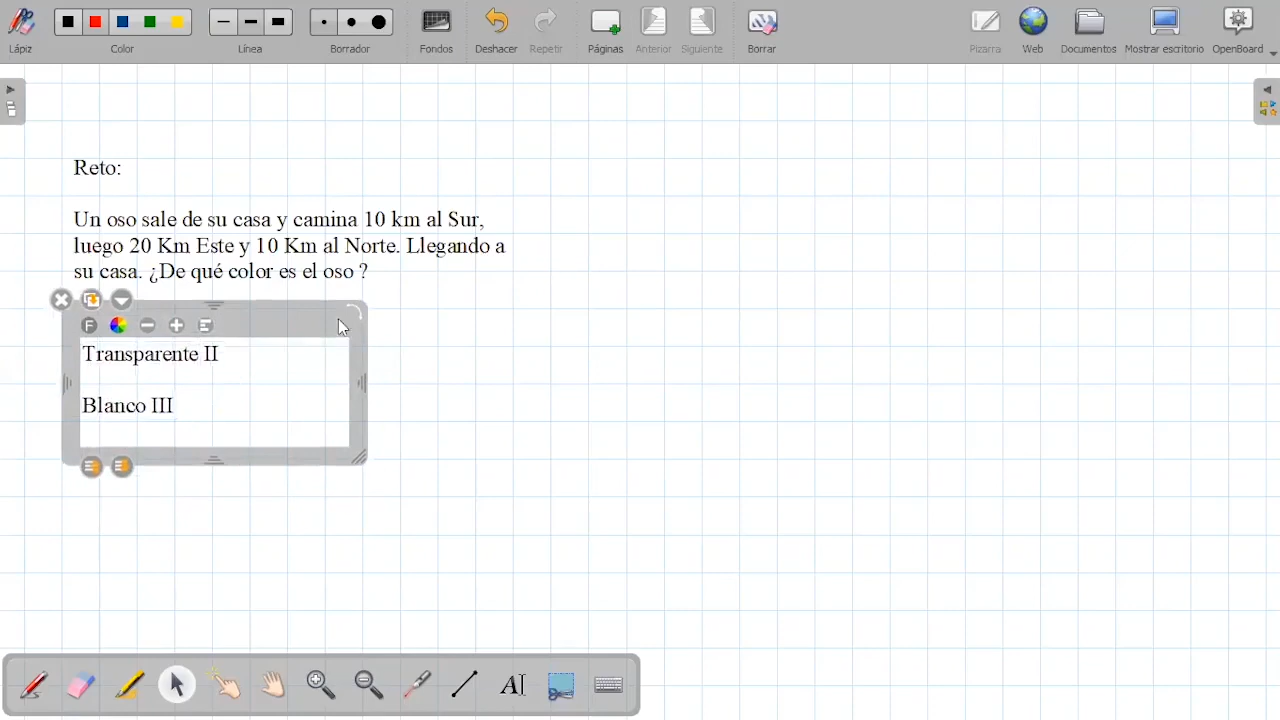 Lápiz
Color
Línea
Borrador
Fondos
Deshacer
Repetir
Páginas
Anterior
Siguiente
Borrar
Pizarra
Web
Documentos
Mostrar escritorio
OpenBoard
Reto:
Un oso sale de su casa y camina 10 km al Sur,
luego 20 Km Este y 10 Km al Norte. Llegando a
su casa. ¿De qué color es el oso ?
F
Transparente II
Blanco III
AI